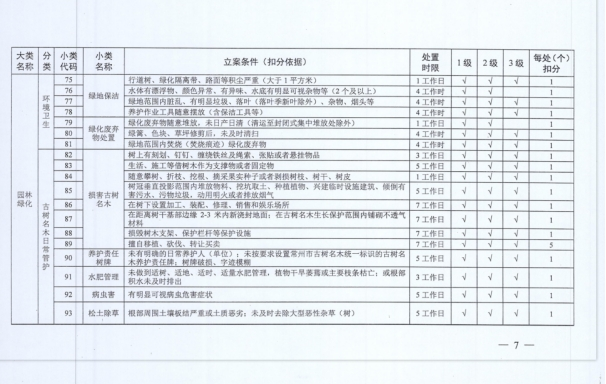 大类名称 分类 小类代码 小类名称 立案条件（扣分依据） 处置时限 1 级 2 级 3 级 每处（个）扣分
园林绿化 环境卫生 75 绿地保洁 行道树、绿化隔离带、路面等积尘严重（大于 1 平方米） 1 工作日 √ √ √ 1
76 水体有漂浮物、颜色异常、有异味、水底有明显可视杂物等（2 个及以上） 4 工作时 √ √ 1
77 绿地范围内脏乱、有明显垃圾、落叶（落叶季新叶除外）、杂物、烟头等 4 工作时 √ √ 1
78 养护作业工具随意摆放（含保洁工具等） 4 工作时 √ √ √ 1
79 绿化废弃物处置 绿化废弃物随意堆放，未日产日清（清运至封闭式集中堆放处除外） 1 工作日 √ √ 1
80 绿篱、色块、草坪修剪后，未及时清扫 4 工作时 √ √ √ 1
81 绿地范围内焚烧（焚烧痕迹）绿化废弃物 4 工作时 √ √ √ 1
古树名木日常管护 82 损害古树名木 树上有刻划、钉钉、缠绕铁丝及绳索、张贴或者悬挂物品 3 工作日 √ √ √ 1
83 生活、施工等借树木作为支撑物或者固定物 5 工作日 √ √ √ 1
84 随意攀树、折枝、挖根、摘采果实种子或者剥损树枝、树干、树皮 1 工作日 √ √ √ 1
85 树冠垂直投影范围内堆放物料、挖坑取土、种植植物、兴建临时设施建筑、倾倒有害污水、污物垃圾，动用明火或者排放烟气 5 工作日 √ √ √ 1
86 在树下设置加工、装配、修理、销售和娱乐场所 7 工作日 √ √ √ 1
87 在距离树干基部边缘 2-3 米内新浇封地面；在古树名木生长保护范围内铺砌不透气材料 7 工作日 √ √ √ 1
88 损毁树木支架、保护栏杆等保护设施 7 工作日 √ √ √ 1
89 擅自移植、砍伐、转让买卖 7 工作日 √ √ √ 5
90 养护责任树牌 未有明确的日常养护人（单位）；未按要求设置常州市古树名木统一标识的古树名木养护责任牌；树牌破损、字迹模糊 5 工作日 √ √ √ 1
91 水肥管理 未做到适树、适地、适时、适量水肥管理，植物干旱萎蔫或主要枝条枯亡；或根部积水未及时排出 3 工作日 √ √ √ 1
92 病虫害 有明显可视病虫危害症状 5 工作日 √ √ √ 1
93 松土除草 根部周围土壤板结严重或土质恶劣；未及时去除大型恶性杂草（树） 5 工作日 √ √ √ 1
— 7 —